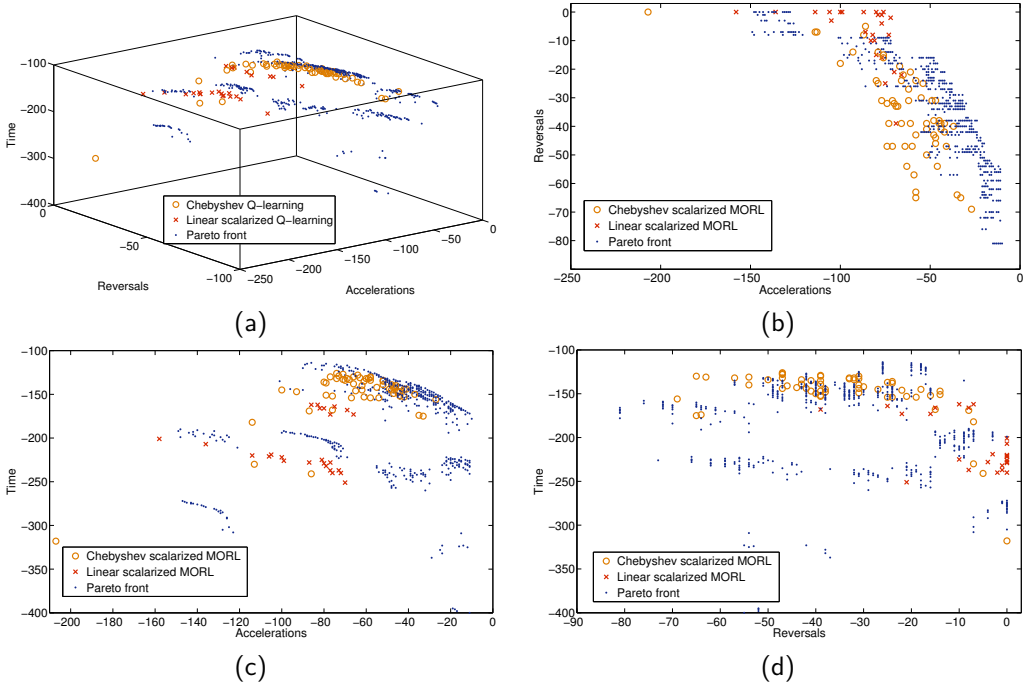 −100
−200
−300
−400
Time
0
−50
−100
Reversals
−250
−200
−150
−100
−50
0
Accelerations
Chebyshev Q−learning
Linear scalarized Q−learning
Pareto front
(a)
0
−10
−20
−30
−40
−50
−60
−70
−80
Reversals
−250
−200
−150
−100
−50
0
Accelerations
Chebyshev scalarized MORL
Linear scalarized MORL
Pareto front
(b)
−100
−150
−200
−250
−300
−350
−400
Time
−200
−180
−160
−140
−120
−100
−80
−60
−40
−20
0
Accelerations
Chebyshev scalarized MORL
Linear scalarized MORL
Pareto front
(c)
−100
−150
−200
−250
−300
−350
−400
Time
−90
−80
−70
−60
−50
−40
−30
−20
−10
0
Reversals
Chebyshev scalarized MORL
Linear scalarized MORL
Pareto front
(d)